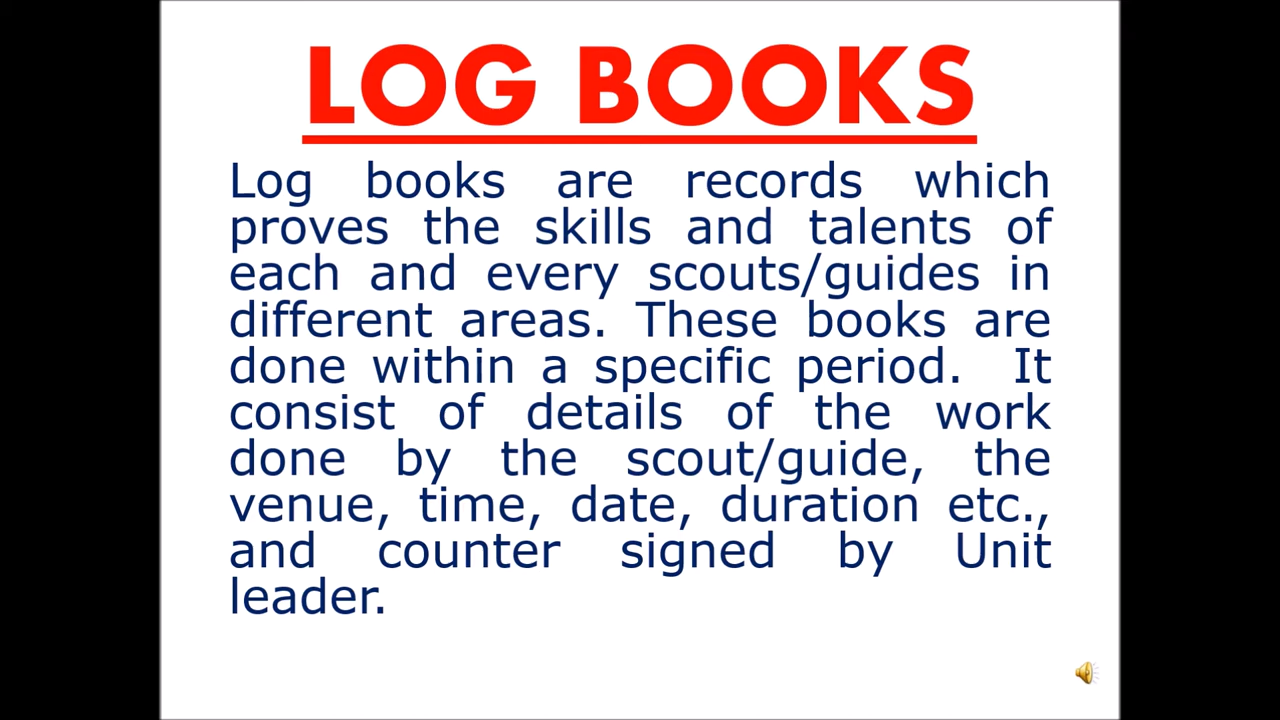 LOG BOOKS
Log books are records which
proves the skills and talents of
each and every scouts/guides in
different areas. These books are
done within a specific period. It
consist of details of the work
done by the scout/guide, the
venue, time, date, duration etc.,
and counter signed by Unit
leader.